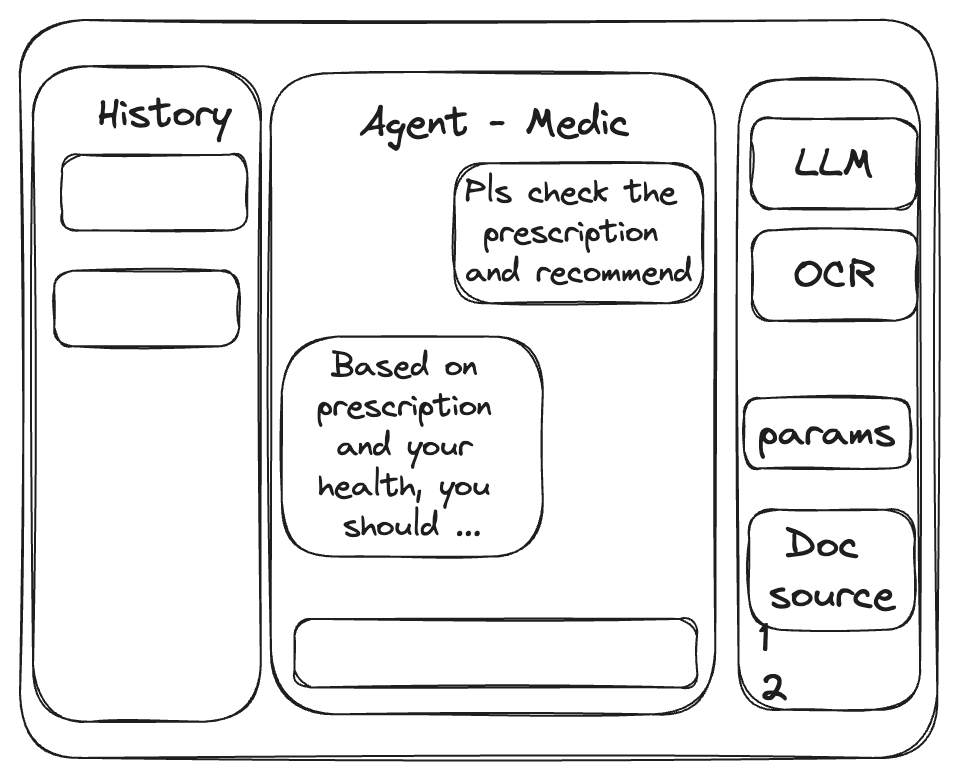 History
Agent - Medic
Pls check the
prescription
and recommend
Based on
prescription
and your
health, you
should ...
LLM
OCR
params
Doc
source
1
2